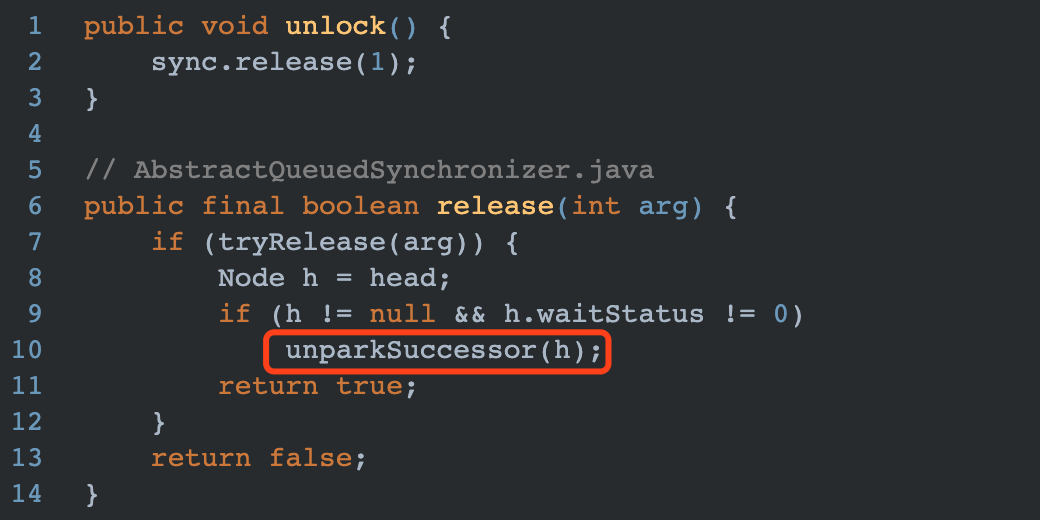 1 public void unlock() {
2     sync.release(1);
3 }
4
5 // AbstractQueuedSynchronizer.java
6 public final boolean release(int arg) {
7     if (tryRelease(arg)) {
8         Node h = head;
9         if (h != null && h.waitStatus != 0)
10             unparkSuccessor(h);
11         return true;
12     }
13     return false;
14 }